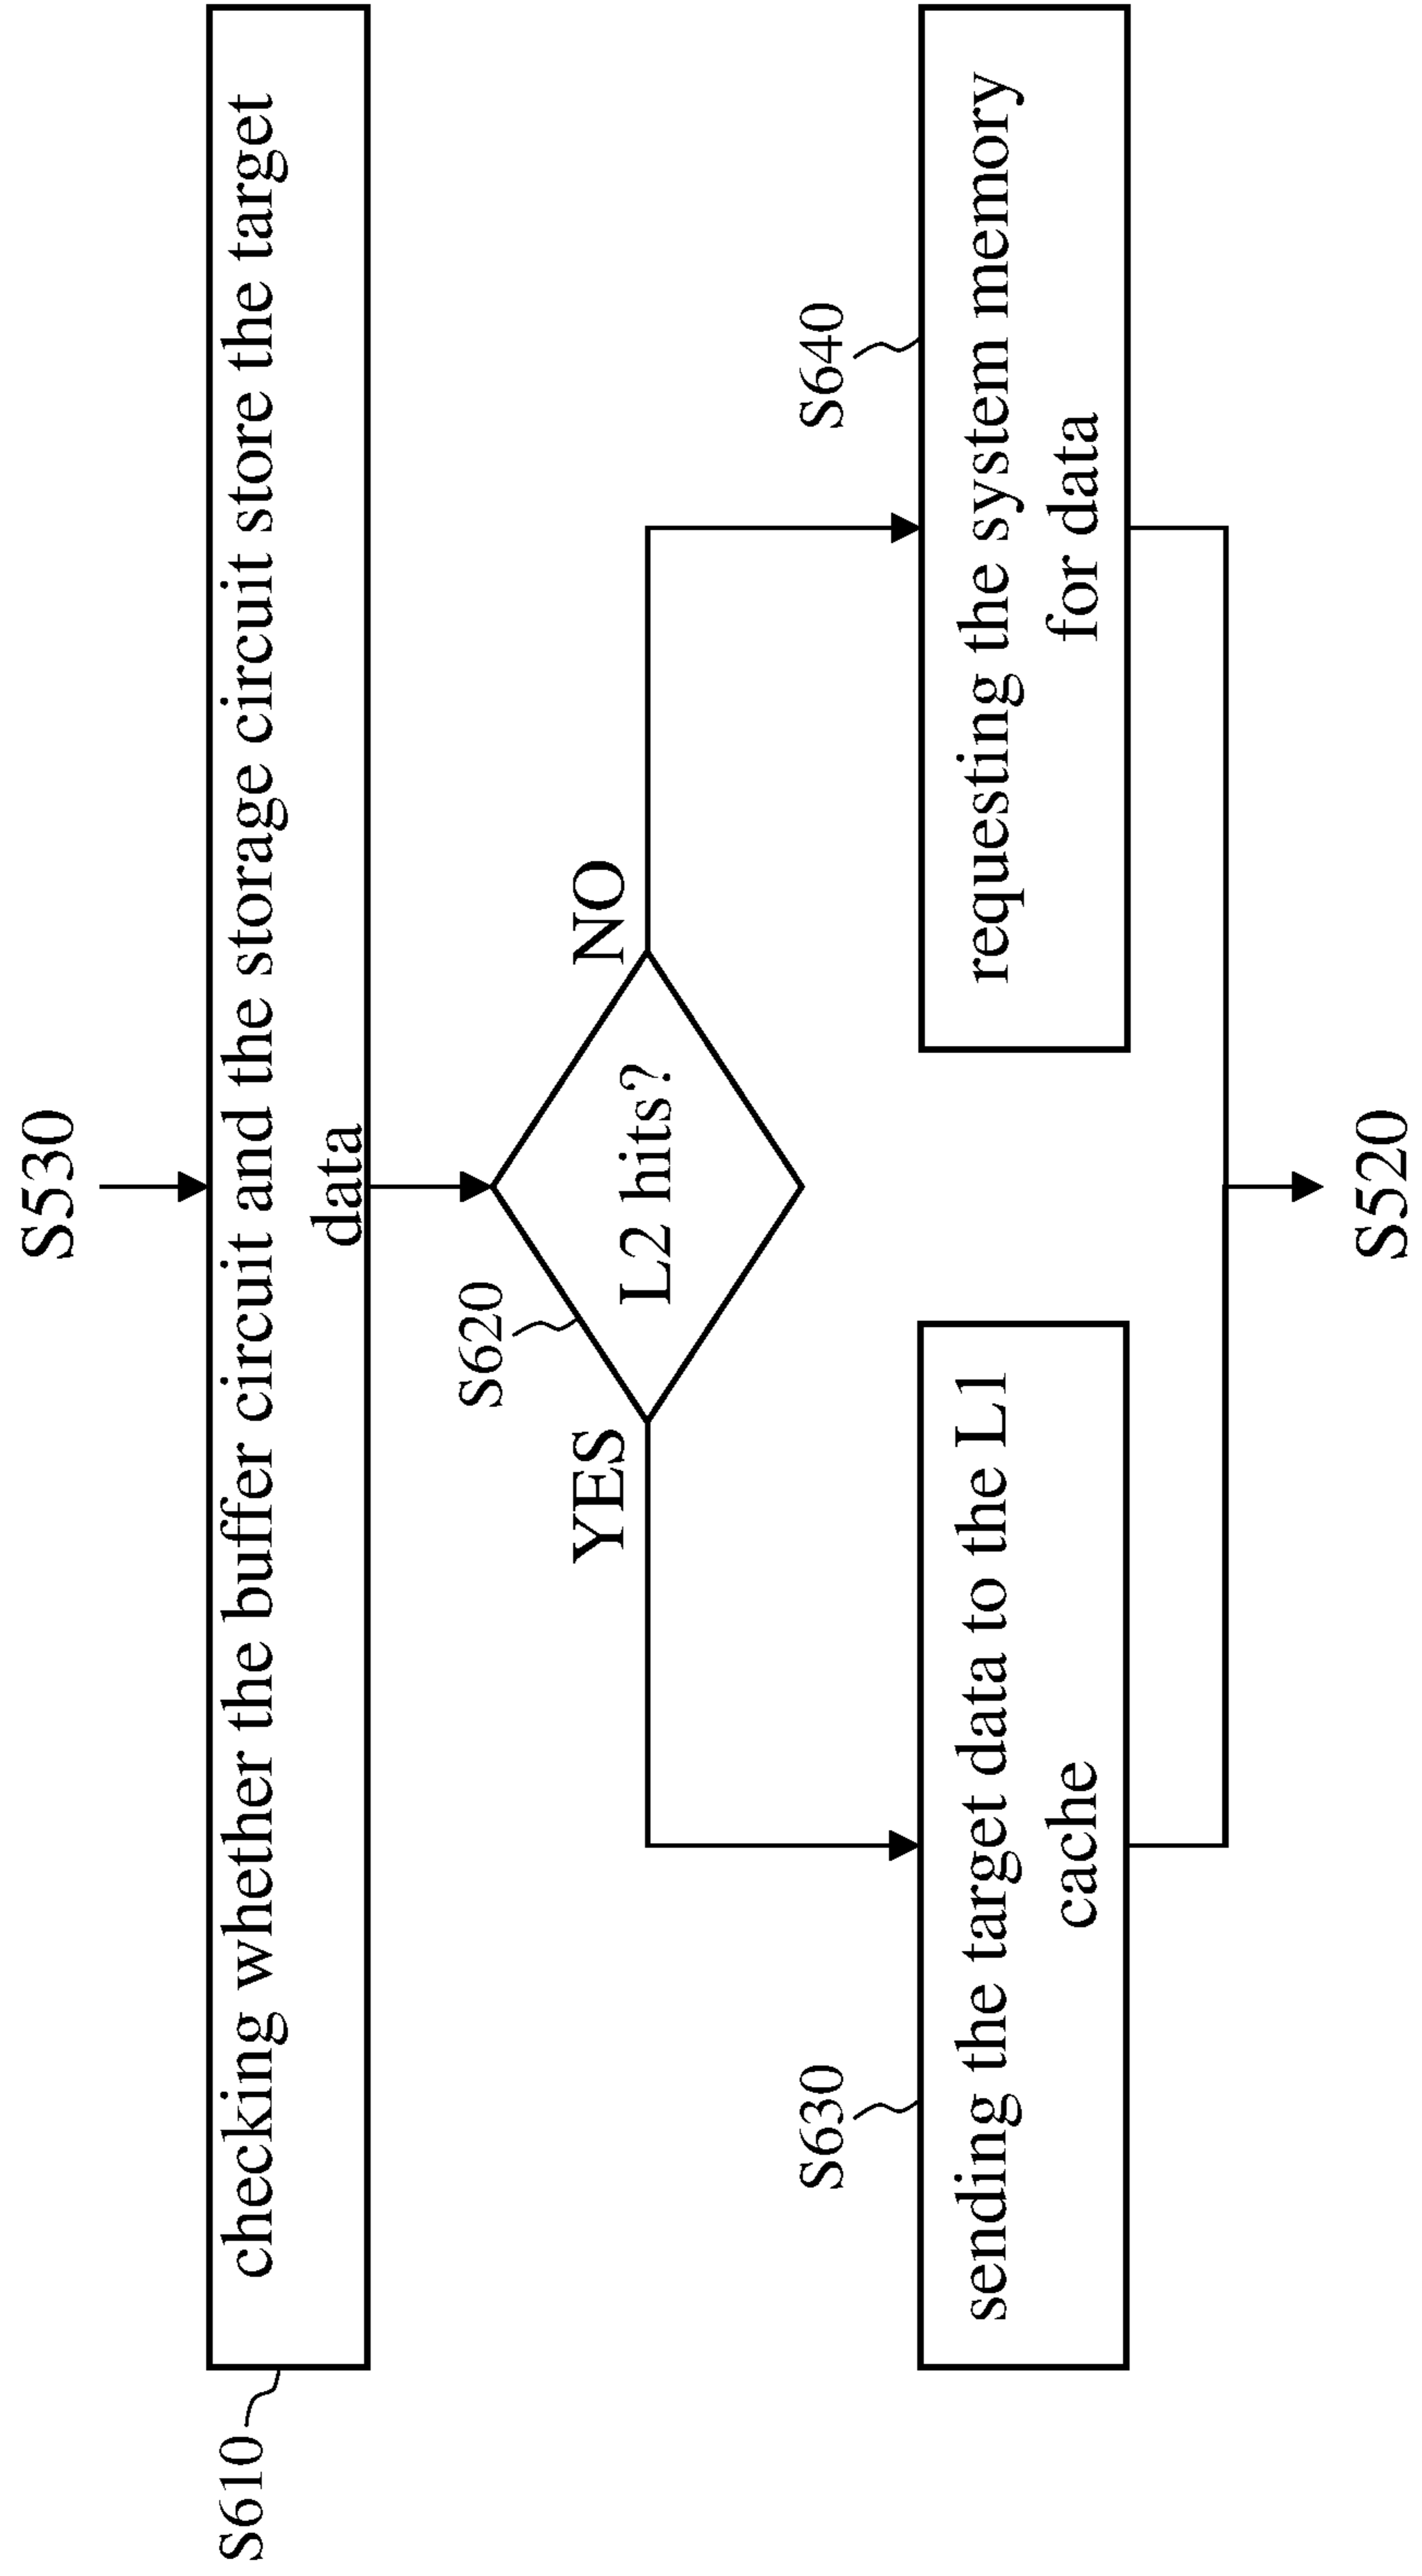 S530
S610
checking whether the buffer circuit and the storage circuit store the target
data
S620
L2 hits?
YES
NO
S630
sending the target data to the L1
cache
S640
requesting the system memory
for data
S520